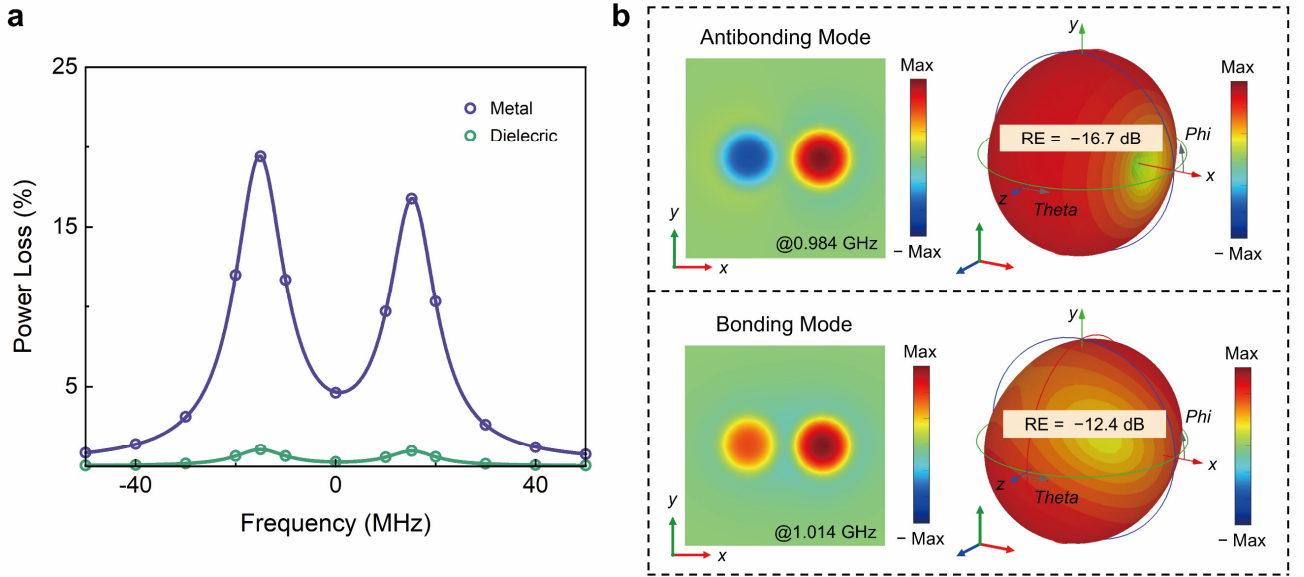 a
25
15
5
Power Loss (%)
Metal
Dielecric
-40
0
40
Frequency (MHz)
b
Antibonding Mode
y
x
@0.984 GHz
Max
− Max
y
RE = −16.7 dB
Phi
x
z
Theta
Max
− Max
Bonding Mode
y
x
@1.014 GHz
Max
− Max
y
RE = −12.4 dB
Phi
x
z
Theta
Max
− Max